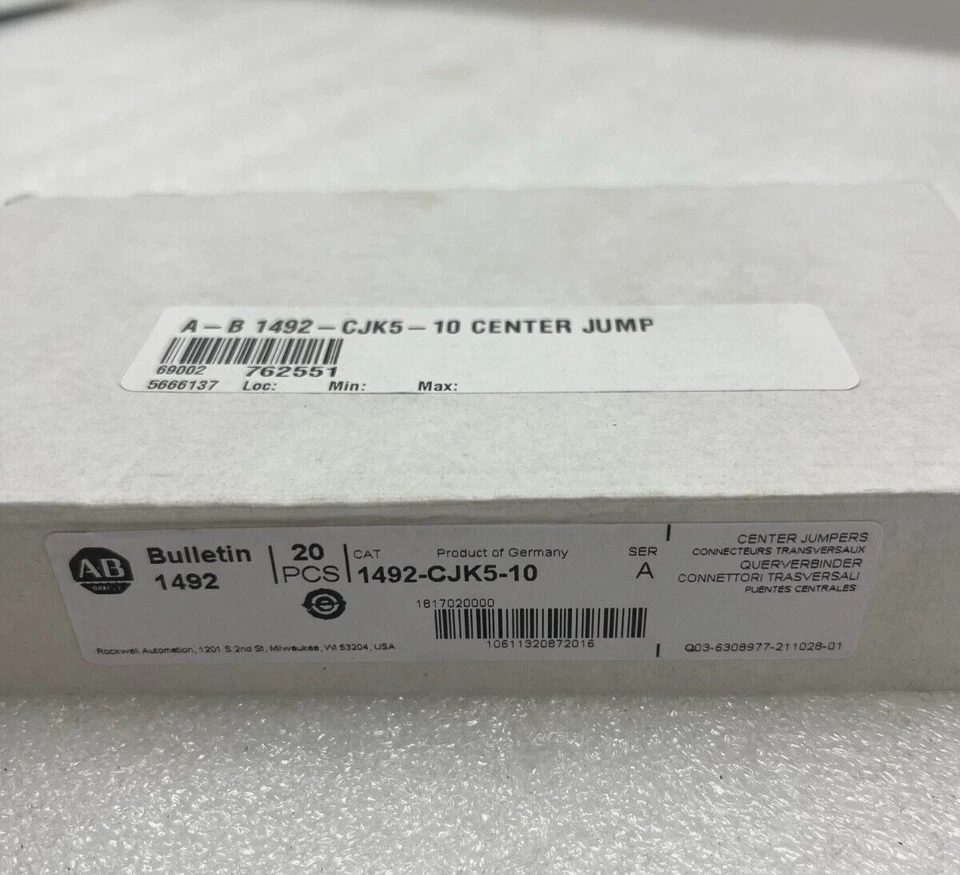 A-B 1492-CJK5-10 CENTER JUMP
69002 762551
5666137 Loc: Min: Max:
AB
Bulletin
1492
20
PCS
CAT
1492-CJK5-10
Product of Germany
SER
A
1817020000
10611320872016
Rockwell Automation, 1201 S 2nd St, Milwaukee, WI 53204, USA
CENTER JUMPERS
CONNECTEURS TRANSVERSAUX
QUERVERBINDER
CONNETTORI TRASVERSALI
PUENTES CENTRALES
Q03-6308977-211028-01